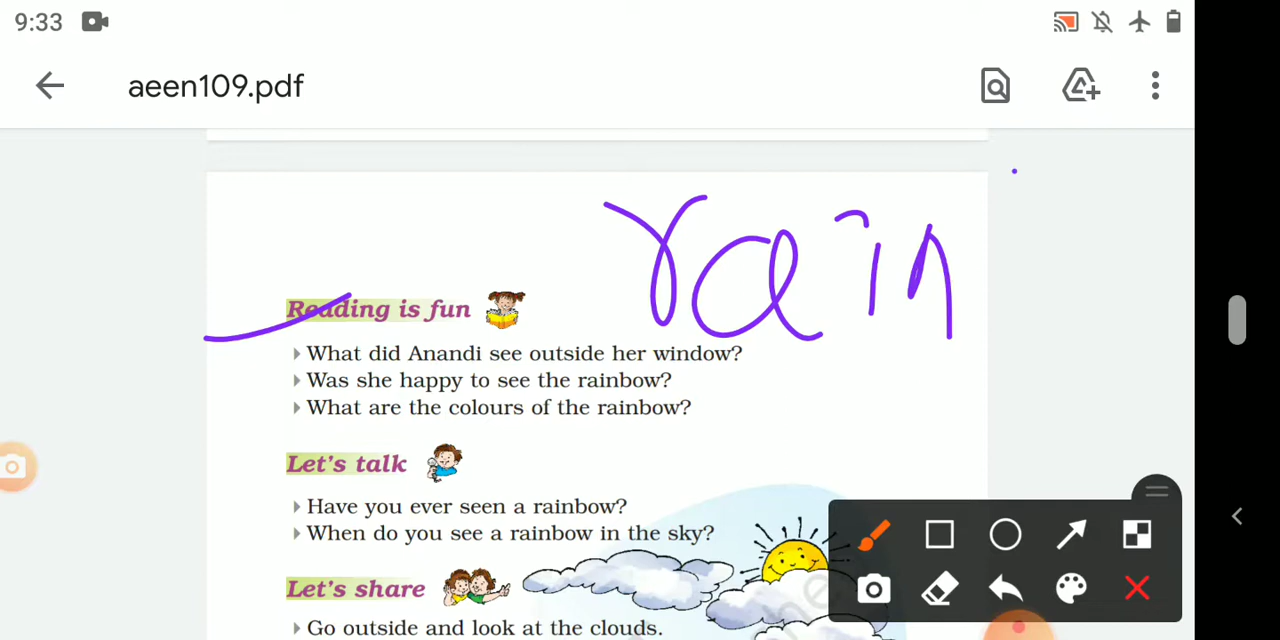 9:33
aeen109.pdf
rain
Reading is fun
What did Anandi see outside her window?
Was she happy to see the rainbow?
What are the colours of the rainbow?
Let's talk
Have you ever seen a rainbow?
When do you see a rainbow in the sky?
Let's share
Go outside and look at the clouds.